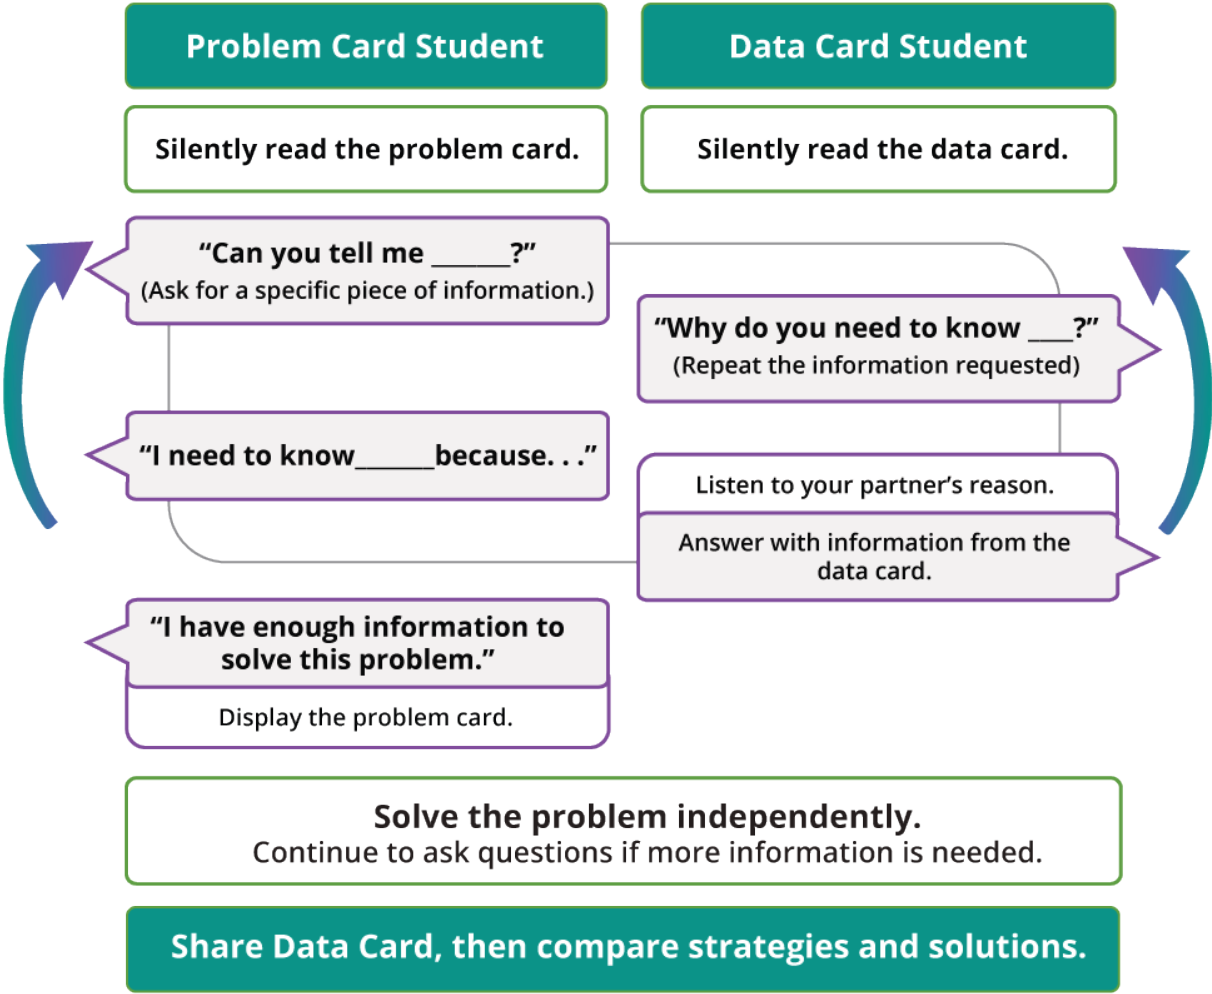 Problem Card Student
Data Card Student
Silently read the problem card.
Silently read the data card.
“Can you tell me ______?”
(Ask for a specific piece of information.)
“Why do you need to know ____?”
(Repeat the information requested)
“I need to know______because. . .”
Listen to your partner’s reason.
Answer with information from the
data card.
“I have enough information to
solve this problem.”
Display the problem card.
Solve the problem independently.
Continue to ask questions if more information is needed.
Share Data Card, then compare strategies and solutions.